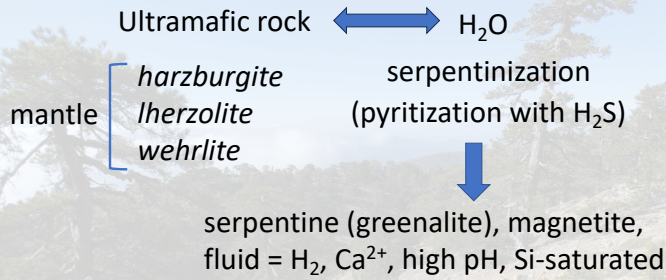 Ultramafic rock H₂O
mantle
harzburgite
lherzolite
wehrlite
serpentinization
(pyritization with H₂S)
serpentine (greenalite), magnetite,
fluid = H₂, Ca²⁺, high pH, Si-saturated